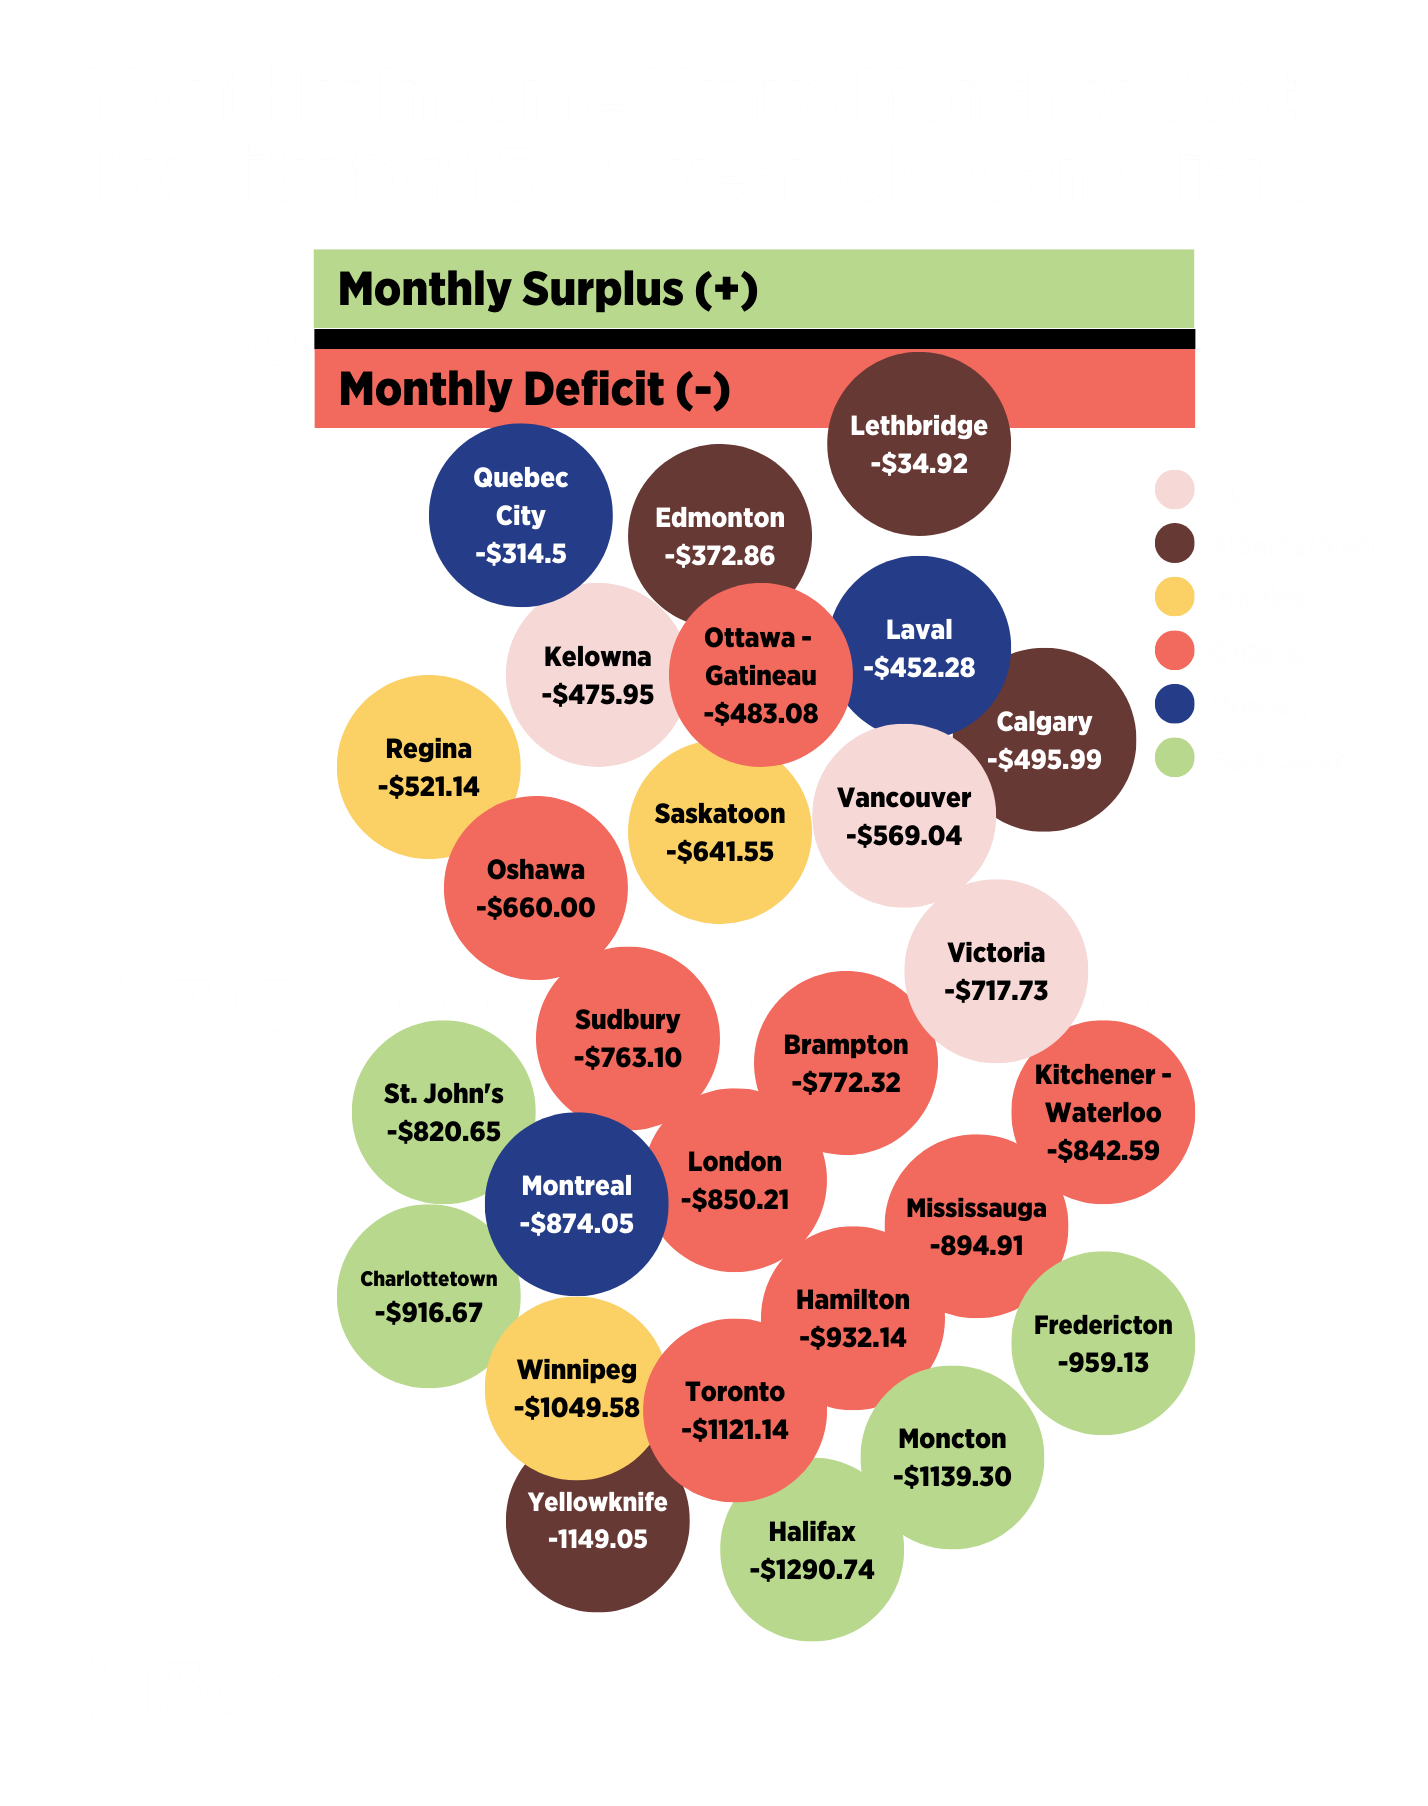 Monthly Surplus (+)
Monthly Deficit (-)
Lethbridge
-$34.92
Quebec
City
-$314.5
Edmonton
-$372.86
Laval
-$452.28
Kelowna
-$475.95
Ottawa -
Gatineau
-$483.08
Calgary
-$495.99
Regina
-$521.14
Vancouver
-$569.04
Saskatoon
-$641.55
Oshawa
-$660.00
Victoria
-$717.73
Sudbury
-$763.10
Brampton
-$772.32
St. John's
-$820.65
Kitchener -
Waterloo
-$842.59
London
-$850.21
Montreal
-$874.05
Mississauga
-894.91
Charlottetown
-$916.67
Hamilton
-$932.14
Fredericton
-959.13
Winnipeg
-$1049.58
Toronto
-$1121.14
Moncton
-$1139.30
Yellowknife
-1149.05
Halifax
-$1290.74